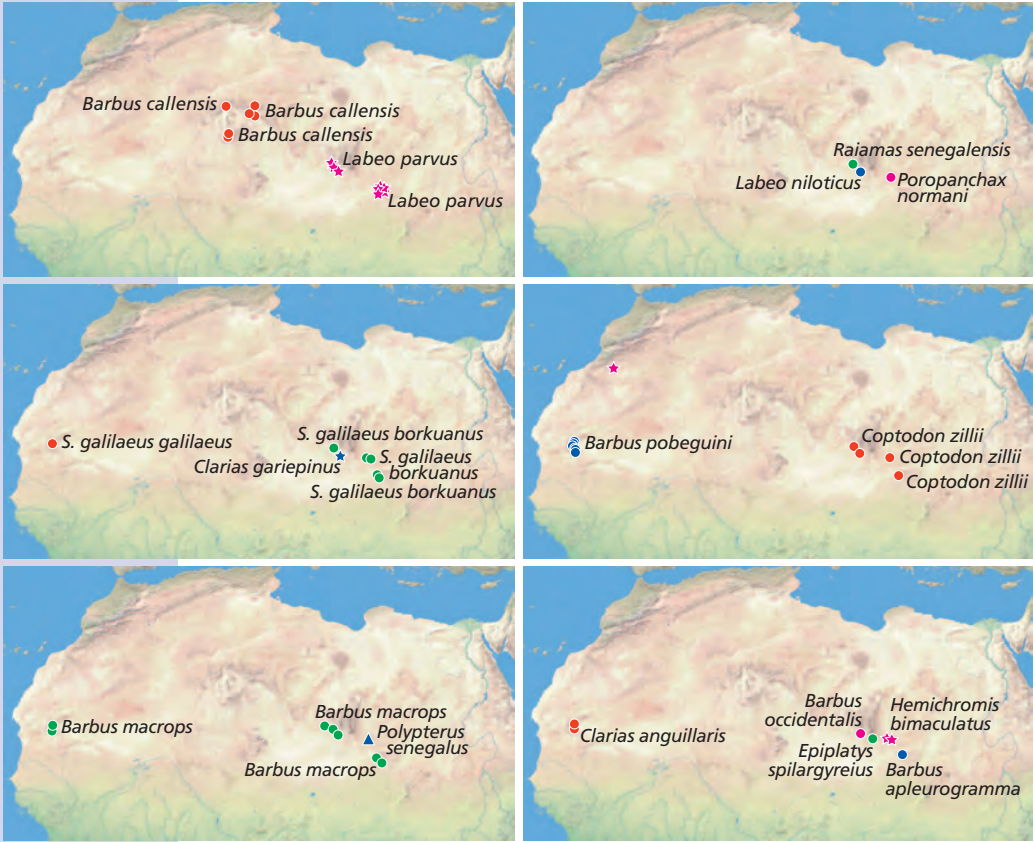 Barbus callensis
Barbus callensis
Barbus callensis
Labeo parvus
Labeo parvus
Raiamas senegalensis
Labeo niloticus
Poropanchax
normani
S. galilaeus galilaeus
S. galilaeus borkuanus
Clarias gariepinus
S. galilaeus
borkuanus
S. galilaeus borkuanus
Barbus pobeguini
Coptodon zillii
Coptodon zillii
Coptodon zillii
Barbus macrops
Barbus macrops
Polypterus
senegalus
Barbus macrops
Clarias anguillaris
Barbus
occidentalis
Hemichromis
bimaculatus
Epiplatys
spilargyreius
Barbus
apleurogramma